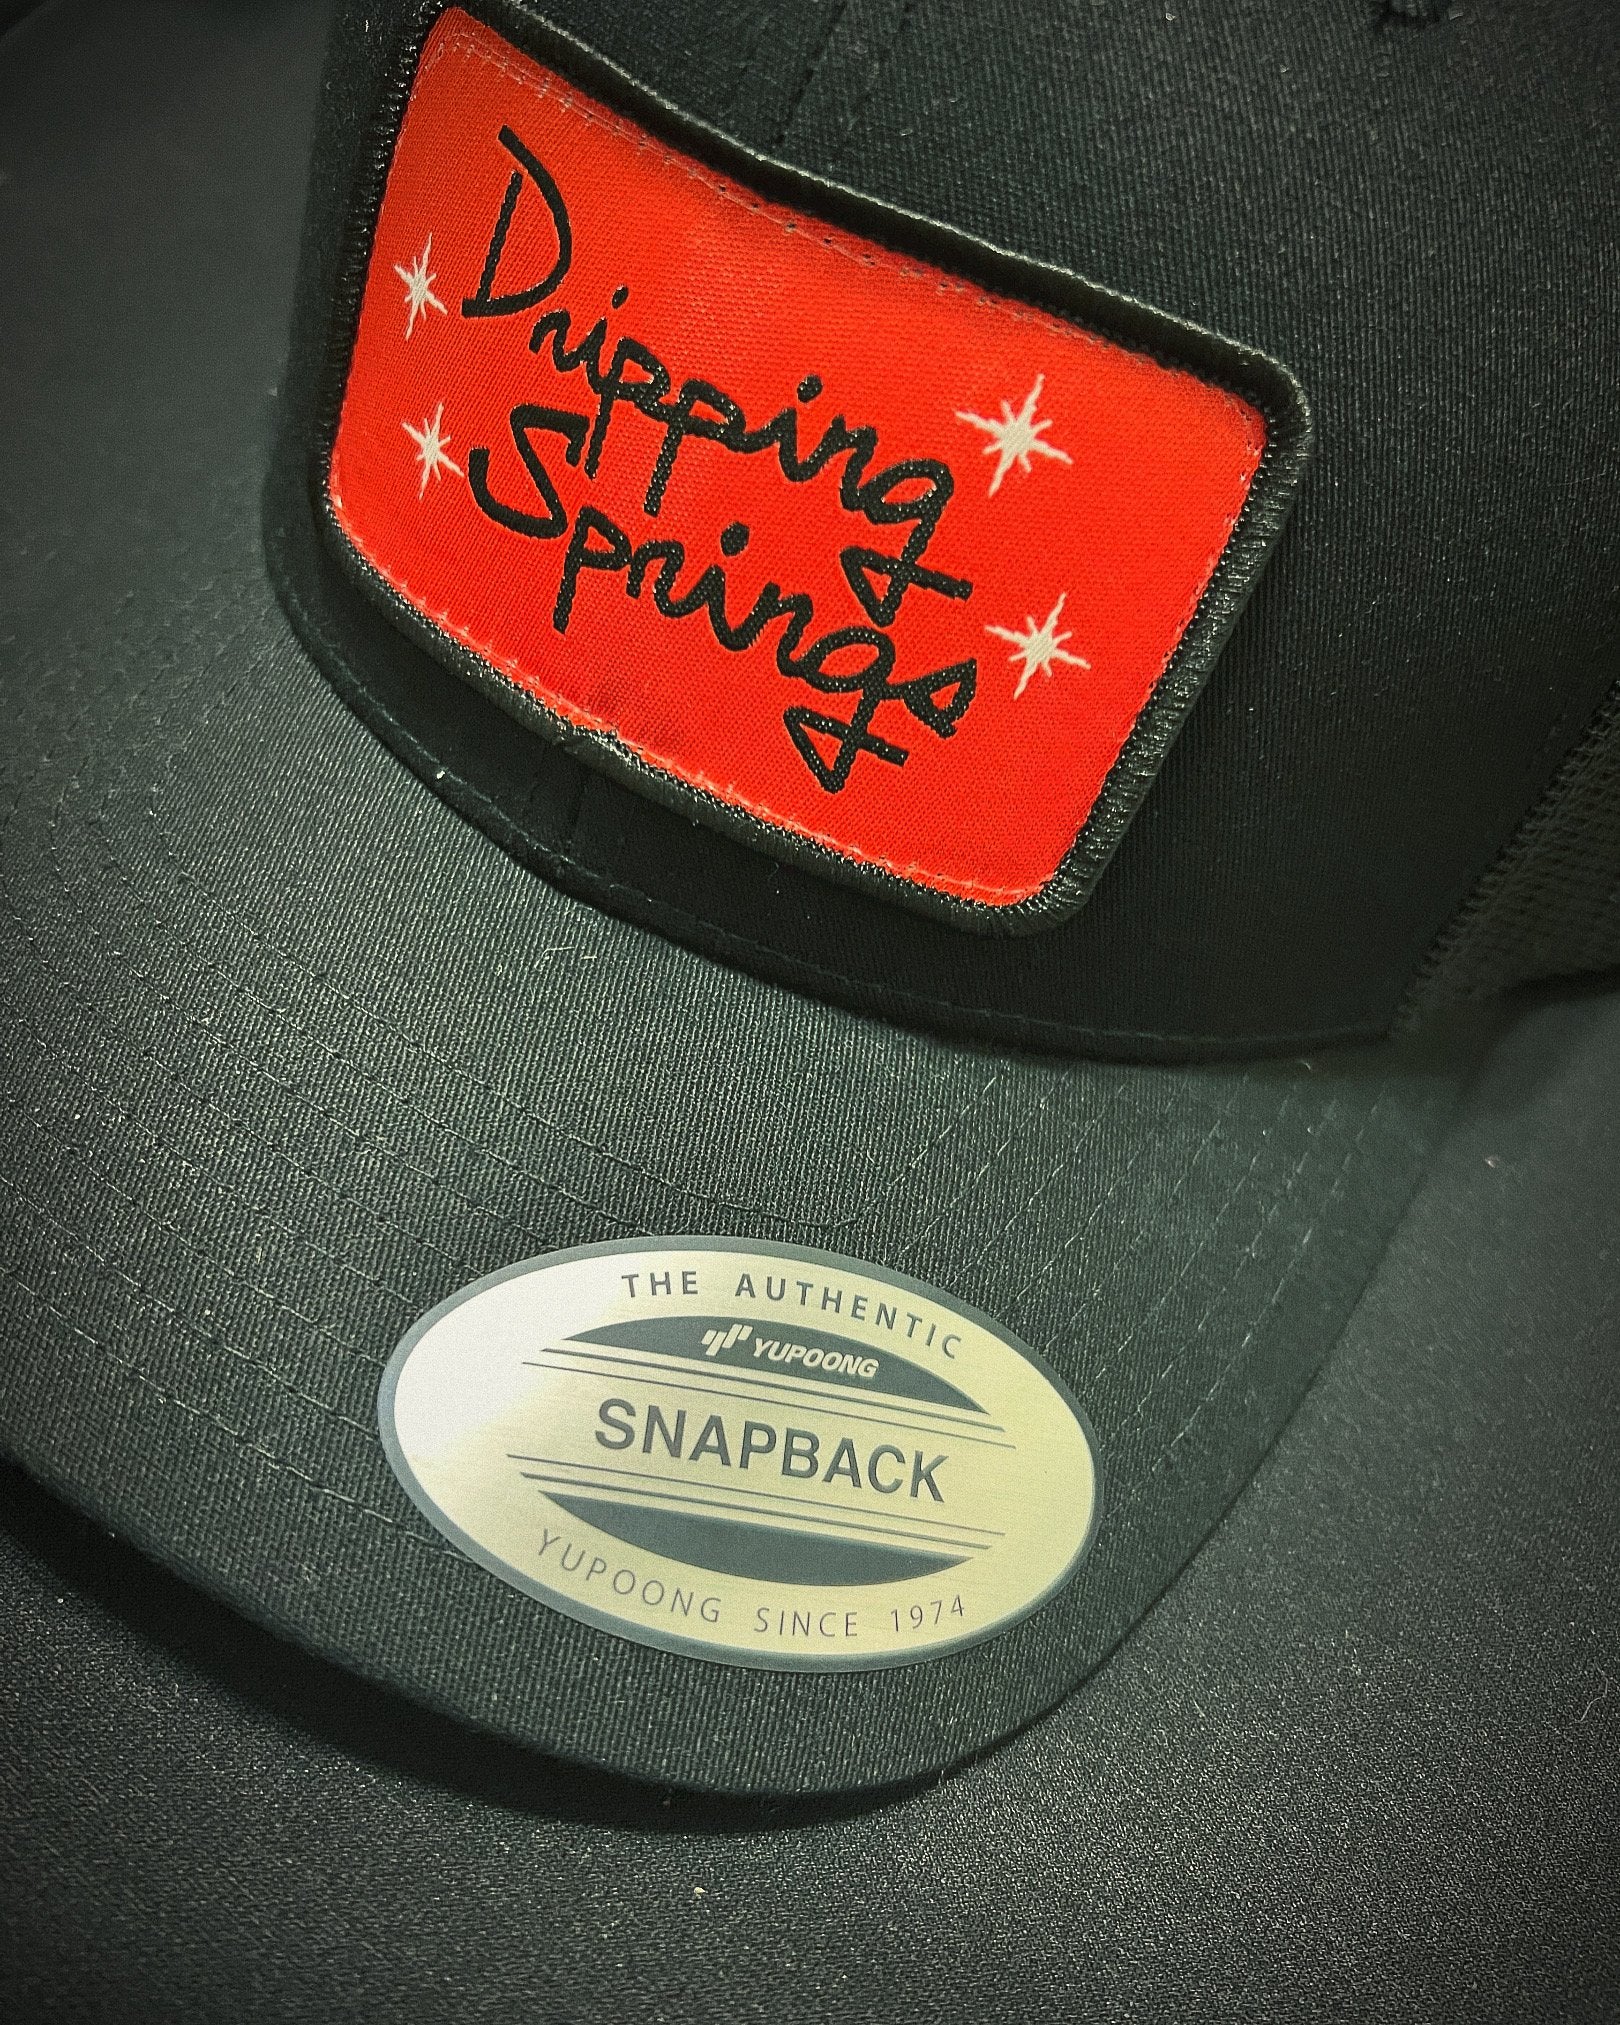 Dripping
Springs
THE AUTHENTIC
YUPOONG
SNAPBACK
YUPOONG SINCE 1974